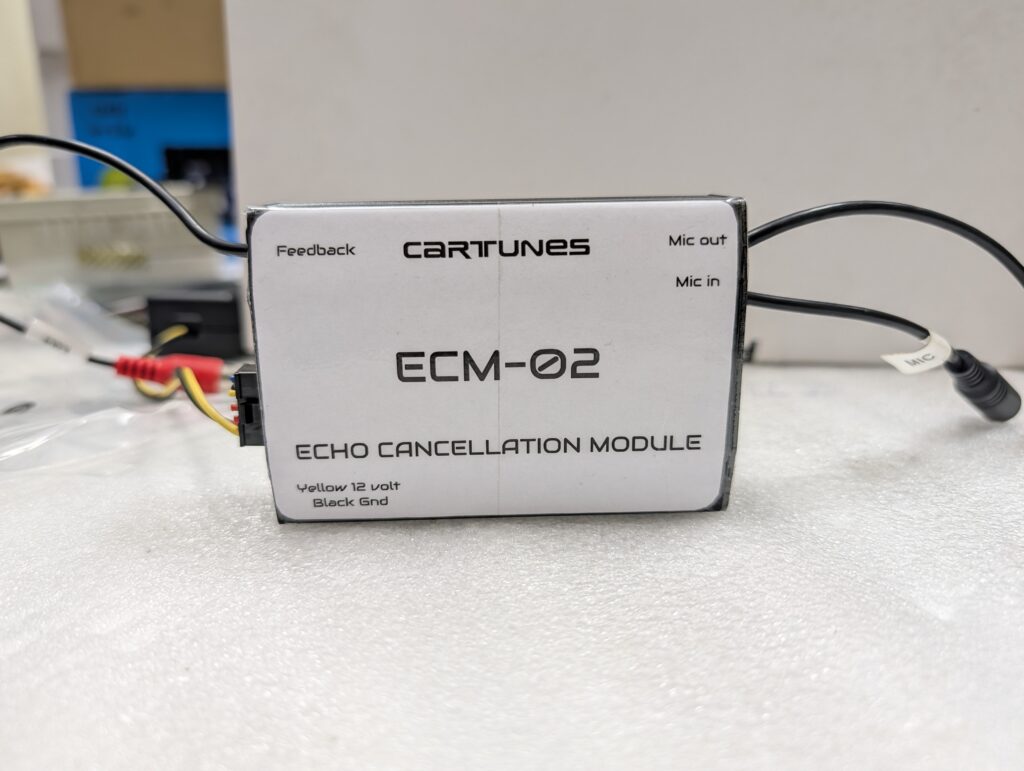 Feedback
CARTUNES
Mic out
Mic in
ECM-02
ECHO CANCELLATION MODULE
Yellow 12 volt
Black Gnd
MIC